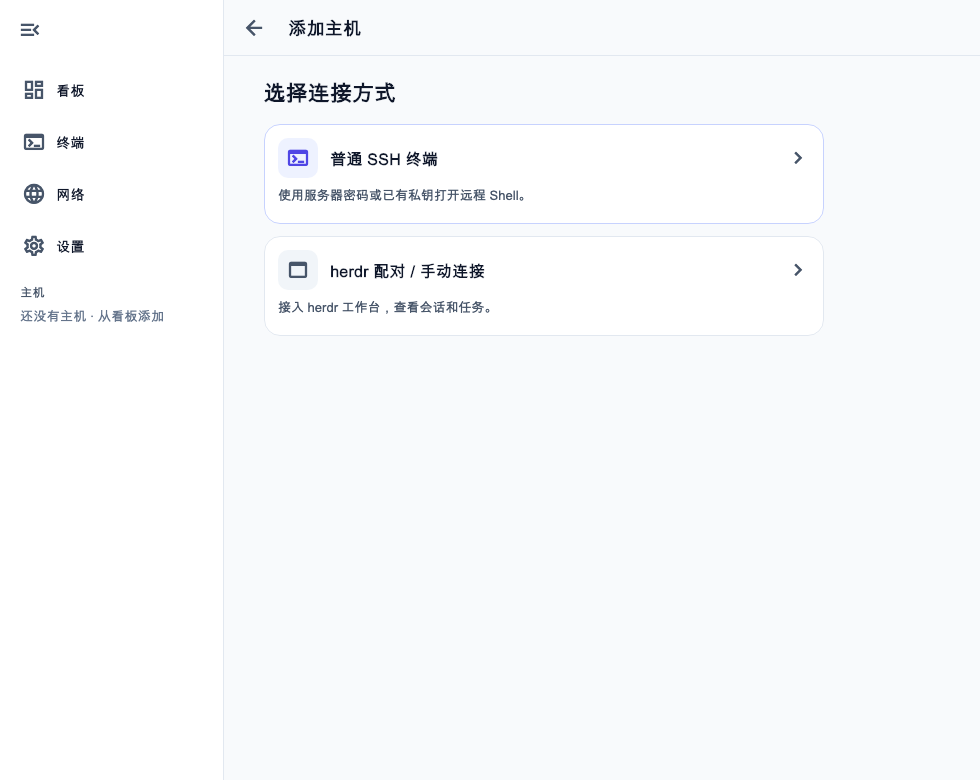 添加主机
看板
终端
网络
设置
主机
还没有主机 · 从看板添加
选择连接方式
普通 SSH 终端
使用服务器密码或已有私钥打开远程 Shell。
herdr 配对 / 手动连接
接入 herdr 工作台，查看会话和任务。